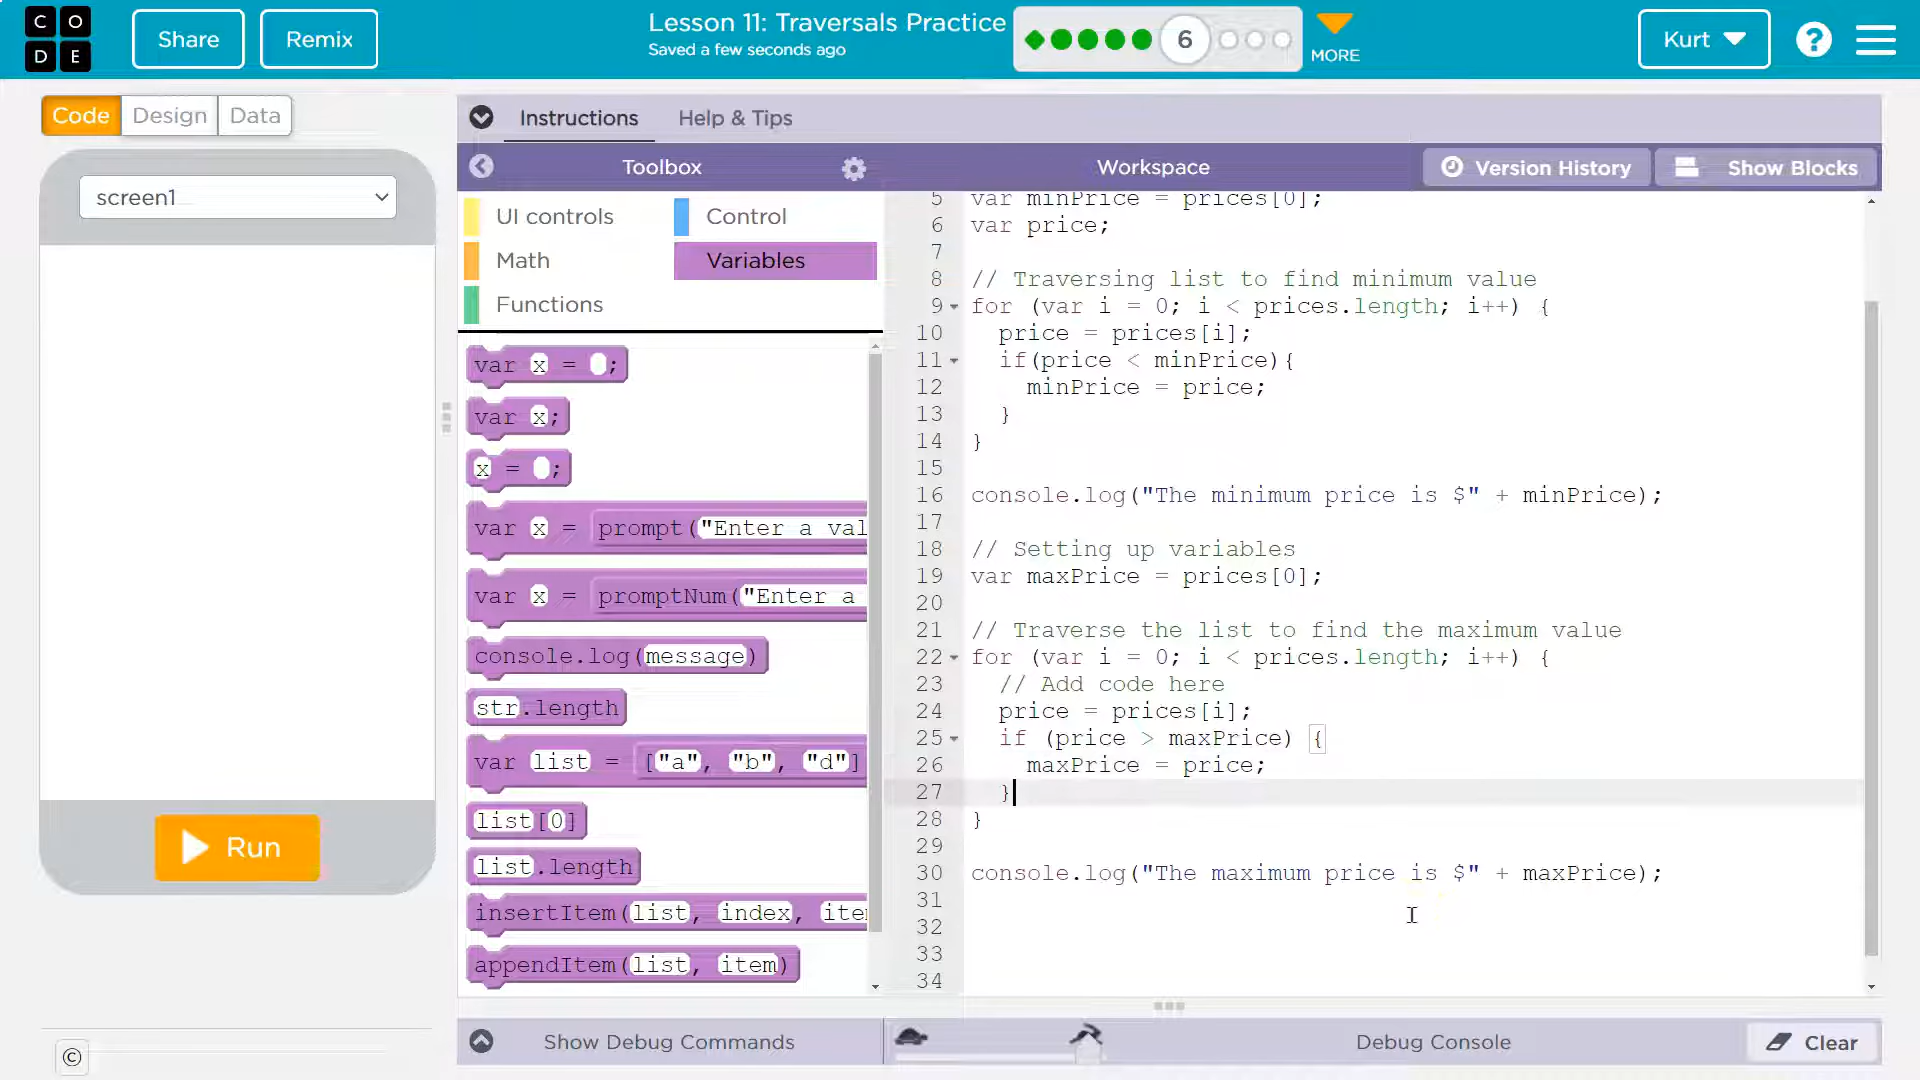 CODE
Share
Remix
Lesson 11: Traversals Practice
Saved a few seconds ago
6
MORE
Kurt
?
Code
Design
Data
Instructions
Help & Tips
Toolbox
Workspace
Version History
Show Blocks
screen1
UI controls
Control
Math
Variables
Functions
var x = ;
var x;
x = ;
var x = prompt("Enter a val
var x = promptNum("Enter a
console.log(message)
str.length
var list = ["a", "b", "d"]
list[0]
list.length
insertItem(list, index, iter
appendItem(list, item)
5 var minPrice = prices[0];
6 var price;
7
8 // Traversing list to find minimum value
9 for (var i = 0; i < prices.length; i++) {
10 price = prices[i];
11 if(price < minPrice){
12 minPrice = price;
13 }
14 }
15
16 console.log("The minimum price is $" + minPrice);
17
18 // Setting up variables
19 var maxPrice = prices[0];
20
21 // Traverse the list to find the maximum value
22 for (var i = 0; i < prices.length; i++) {
23 // Add code here
24 price = prices[i];
25 if (price > maxPrice) {
26 maxPrice = price;
27 }
28 }
29
30 console.log("The maximum price is $" + maxPrice);
31
32
33
34
Run
©
Show Debug Commands
Debug Console
Clear